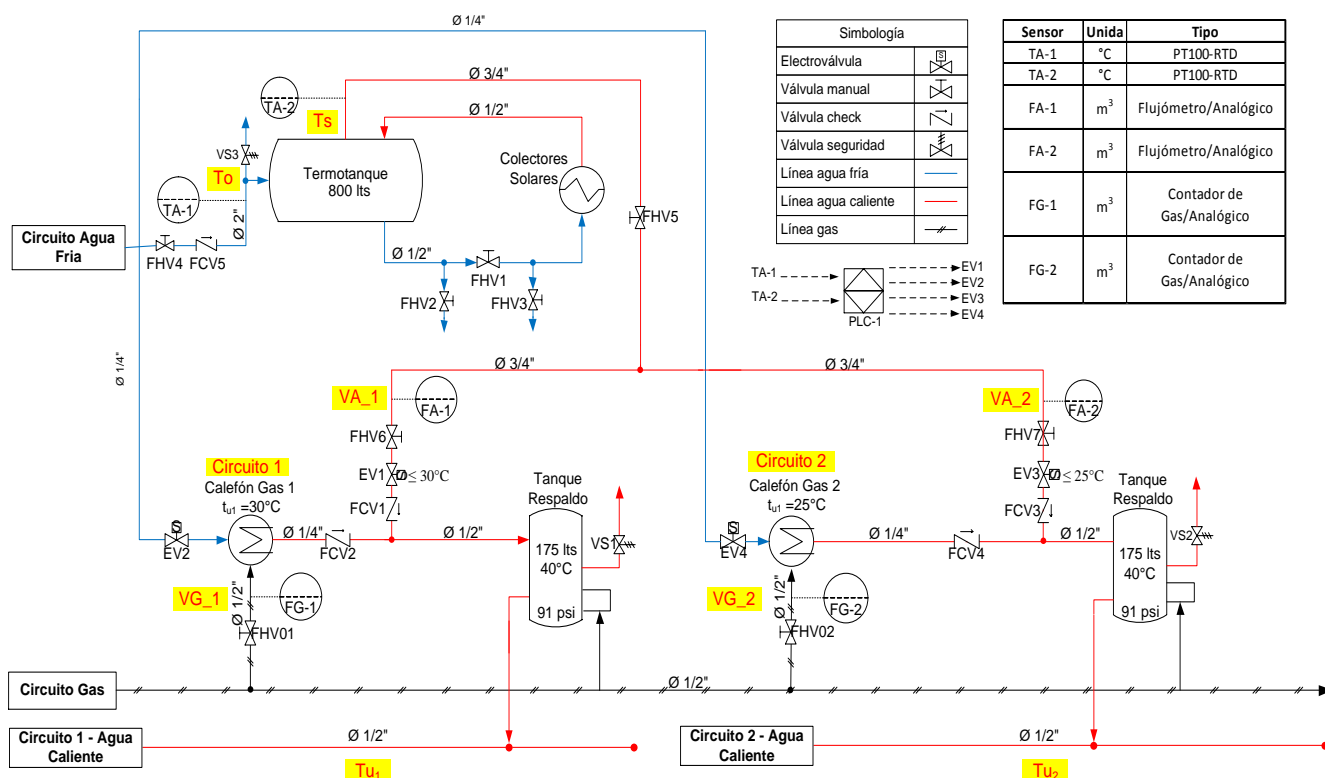 Ø 1/4"
Simbología
Electroválvula
S
Válvula manual
Válvula check
Válvula seguridad
Línea agua fría
Línea agua caliente
Línea gas
Sensor Unida Tipo
TA-1 °C PT100-RTD
TA-2 °C PT100-RTD
FA-1 m³ Flujómetro/Analógico
FA-2 m³ Flujómetro/Analógico
FG-1 m³ Contador de
Gas/Analógico
FG-2 m³ Contador de
Gas/Analógico
Ø 3/4"
TA-2
Ts
Ø 1/2"
VS3
Termotanque
800 lts
Colectores
Solares
To
TA-1
Ø 2"
FHV5
Circuito Agua
Fria
FHV4
FCV5
Ø 1/2"
FHV1
FHV2
FHV3
TA-1
TA-2
PLC-1
EV1
EV2
EV3
EV4
Ø 1/4"
Ø 3/4"
Ø 3/4"
VA_1
FA-1
VA_2
FA-2
FHV6
FHV7
Circuito 1
Calefón Gas 1
tu1 =30°C
EV1
≤ 30°C
FCV1
Tanque
Respaldo
Circuito 2
Calefón Gas 2
tu1 =25°C
EV3
≤ 25°C
FCV3
Tanque
Respaldo
S
EV2
Ø 1/4"
FCV2
Ø 1/2"
175 lts
40°C
91 psi
VS1
S
EV4
Ø 1/4"
FCV4
Ø 1/2"
175 lts
40°C
91 psi
VS2
VG_1
Ø 1/2"
FG-1
FHV01
VG_2
Ø 1/2"
FG-2
FHV02
Circuito Gas
Ø 1/2"
Circuito 1 - Agua
Caliente
Ø 1/2"
Tu1
Circuito 2 - Agua
Caliente
Ø 1/2"
Tu2